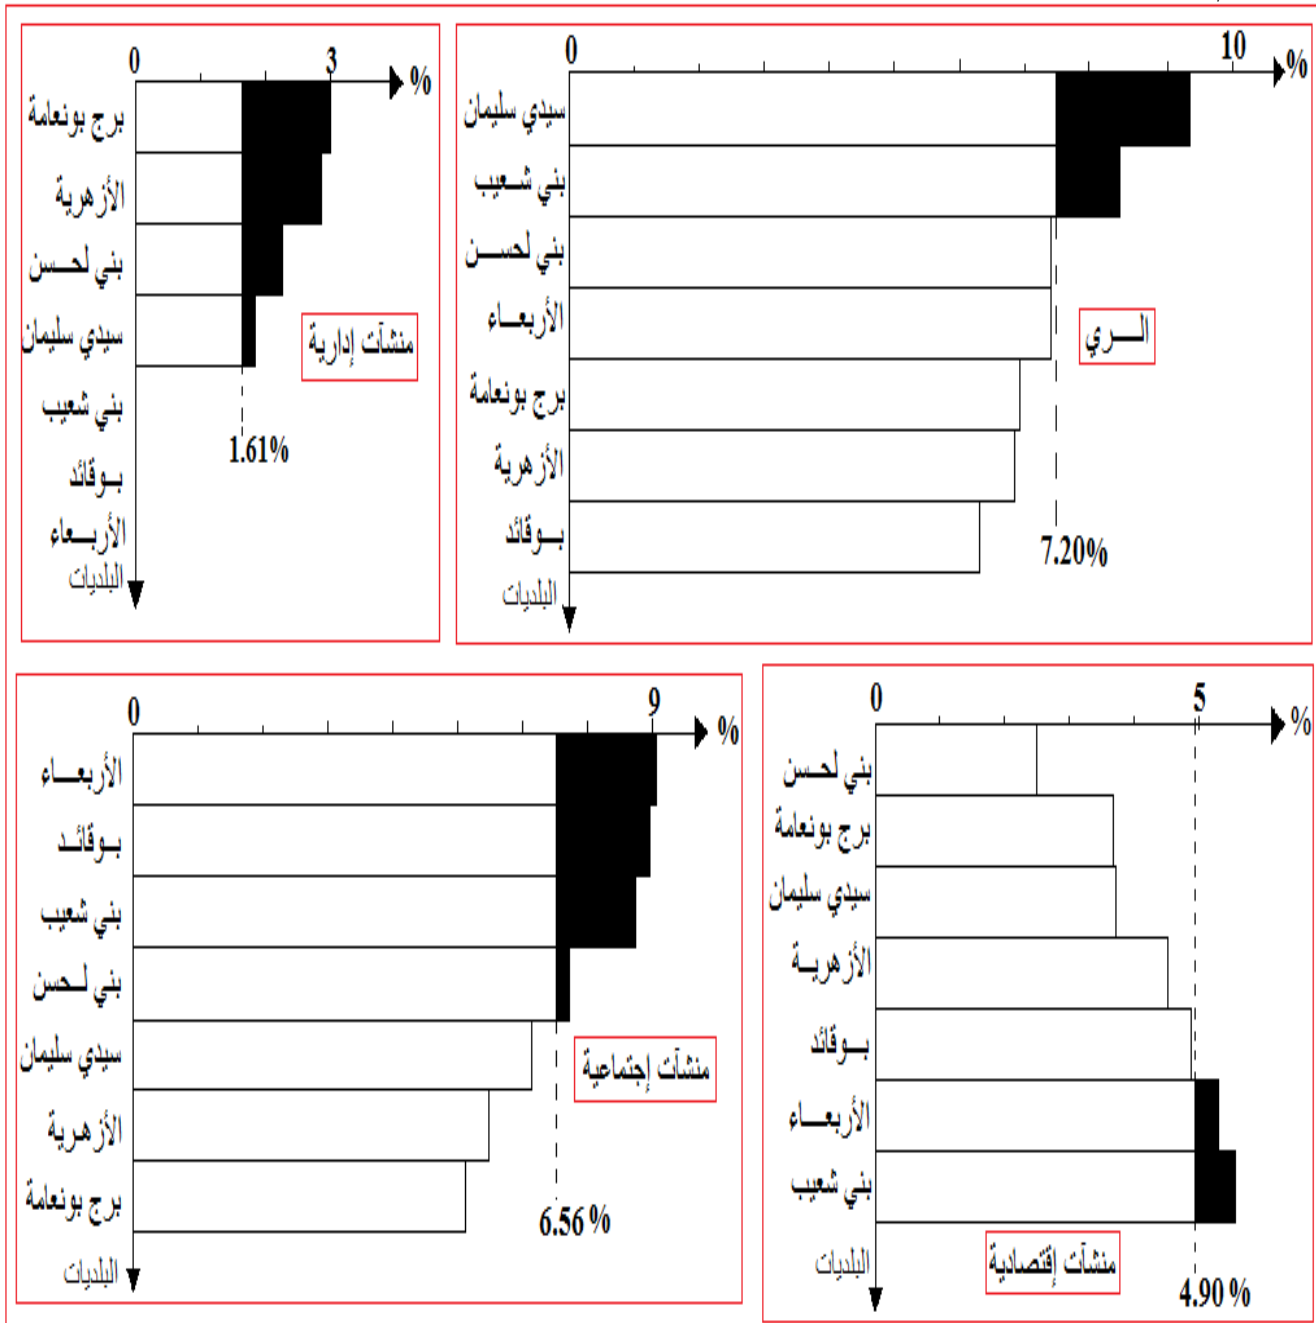 0 3 %
برج بونعامة
الأزهرية
بني لحسن
سيدي سليمان
بني شعيب
بوقائد
الأربعاء
البلديات
1.61%
منشآت إدارية
0 10 %
سيدي سليمان
بني شعيب
بني لحسن
الأربعاء
برج بونعامة
الأزهرية
بوقائد
البلديات
7.20%
الري
0 9 %
الأربعاء
بوقائد
بني شعيب
بني لحسن
سيدي سليمان
الأزهرية
برج بونعامة
البلديات
6.56 %
منشآت إجتماعية
0 5 %
بني لحسن
برج بونعامة
سيدي سليمان
الأزهرية
بوقائد
الأربعاء
بني شعيب
البلديات
4.90 %
منشآت إقتصادية